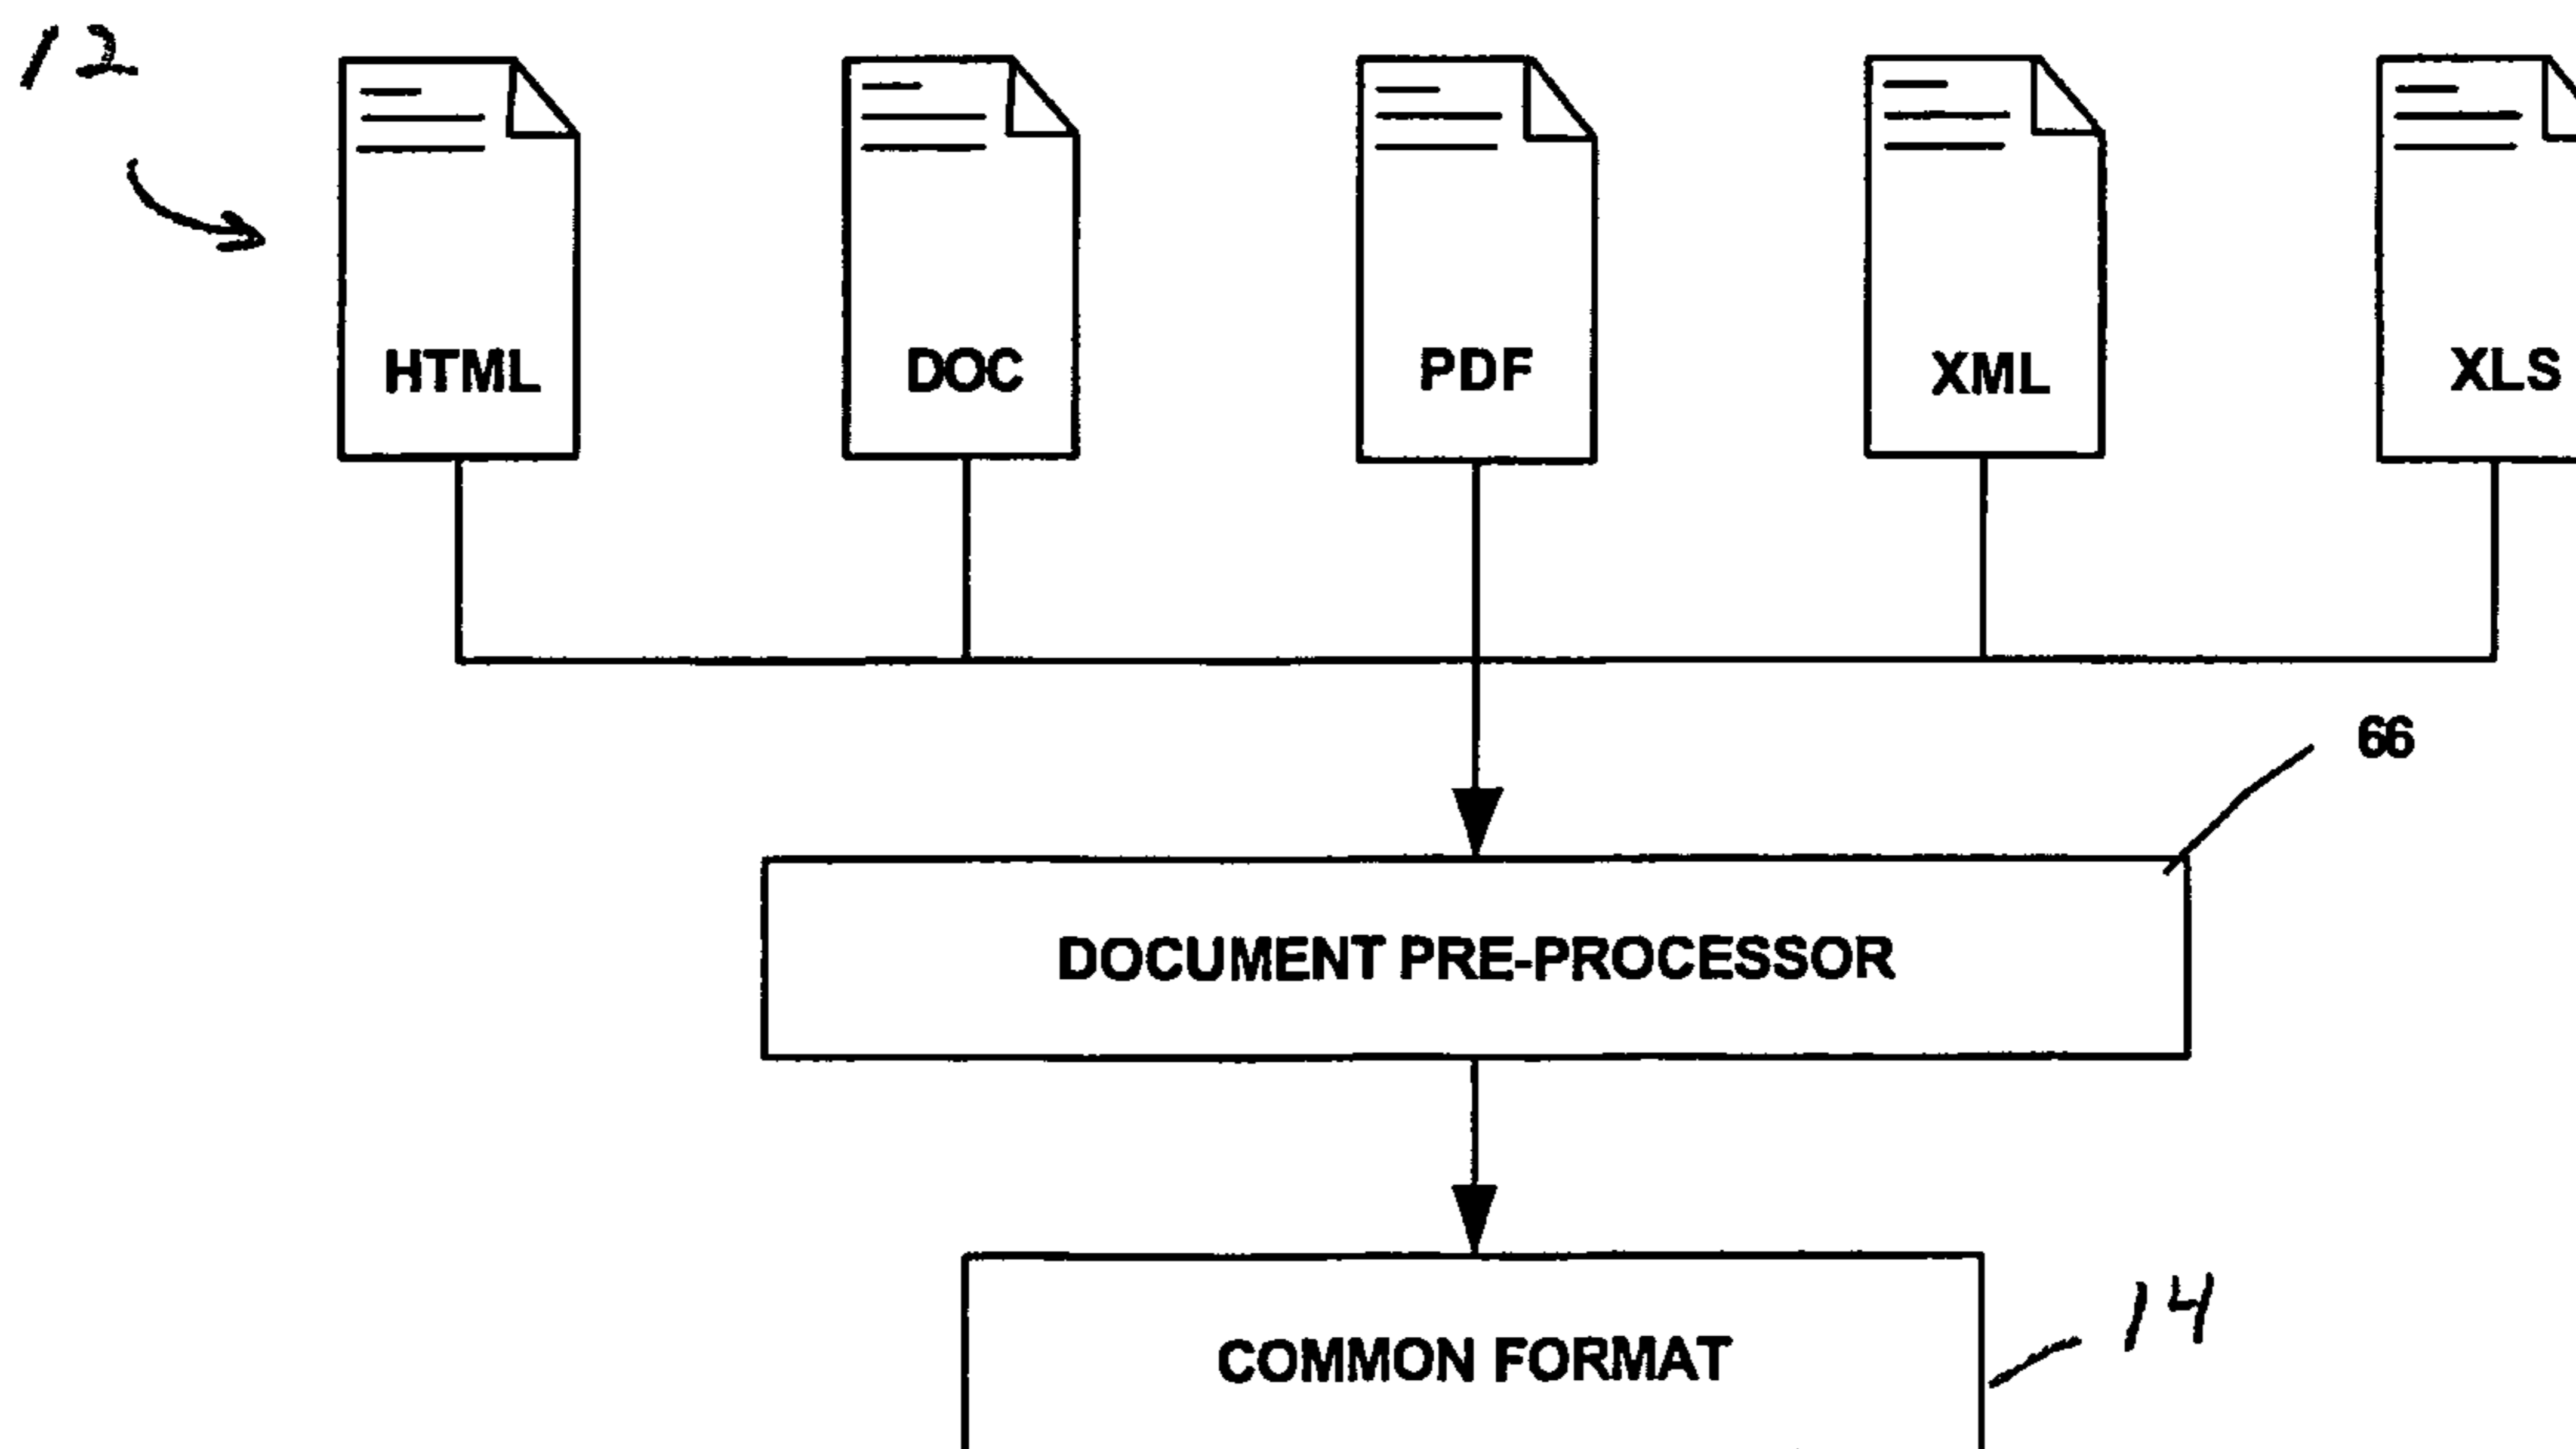 12
HTML DOC PDF XML XLS
66
DOCUMENT PRE-PROCESSOR
14
COMMON FORMAT